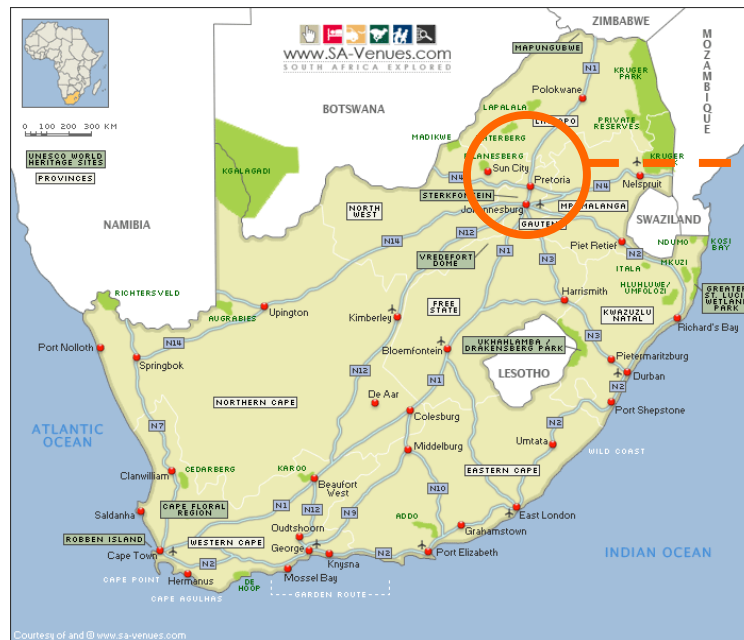 www.SA-Venues.com
SOUTH AFRICA EXPLORED
ZIMBABWE
MAPUNGUBWE
N1
MOZAMBIQUE
KRUGER
PARK
Polokwane
LAPALALA
BOTSWANA
PRIVATE
RESERVES
0 100 200 300 KM
MADIKWE
UNESCO WORLD
HERITAGE SITES
PROVINCES
KGALAGADI
KRUGER
Sun City
N4
Pretoria
N4
Nelspruit
STERKFONTEIN
Johannesburg
NORTH
WEST
GAUTENG
SWAZILAND
NAMIBIA
N12
N14
VREDEFORT
DOME
N1
N3
Piet Retief
N2
NDUMO
KOSI
BAY
MKUZI
ITALA
HLUHLUWE/
UMFOLOZI
GREATER
ST. LUCIA
WETLAND
PARK
RICHTERSVELD
Upington
AUGRABIES
Kimberley
FREE
STATE
Harrismith
KWAZUZLU
NATAL
Richard's Bay
Port Nolloth
N14
Springbok
Bloemfontein
UKHAHLAMBA /
DRAKENSBERG PARK
N3
Pietermaritzburg
LESOTHO
Durban
N12
N1
N2
De Aar
NORTHERN CAPE
Colesburg
Port Shepstone
ATLANTIC
OCEAN
N7
N2
Middelburg
Umtata
WILD COAST
Clanwilliam
CEDARBERG
KAROO
Beaufort
West
EASTERN CAPE
N10
Saldanha
CAPE FLORAL
REGION
N1
N12
N9
ADDO
East London
Oudtshoorn
Grahamstown
ROBBEN ISLAND
WESTERN CAPE
Cape Town
George
Knysna
N2
Port Elizabeth
INDIAN OCEAN
N2
CAPE POINT
Hermanus
DE
HOOP
Mossel Bay
GARDEN ROUTE
CAPE AGULHAS
Courtesy of and © www.sa-venues.com